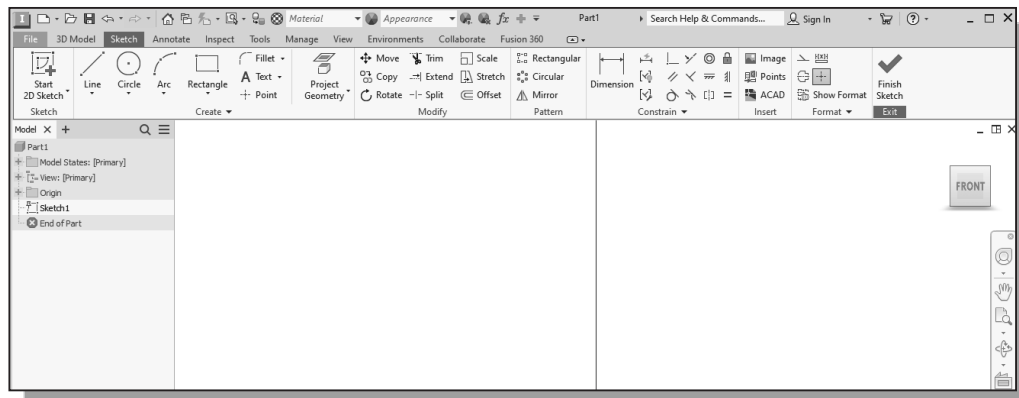 I Material Appearance fx Part1 Search Help & Commands... Sign In
File 3D Model Sketch Annotate Inspect Tools Manage View Environments Collaborate Fusion 360
Start 2D Sketch Line Circle Arc Rectangle Fillet Text Point Project Geometry Move Copy Rotate Trim Extend Split Scale Stretch Offset Rectangular Circular Mirror Dimension Image Points ACAD Show Format Finish Sketch
Sketch Create Modify Pattern Constrain Insert Format Exit
Model
Part1
Model States: [Primary]
View: [Primary]
Origin
Sketch1
End of Part
FRONT